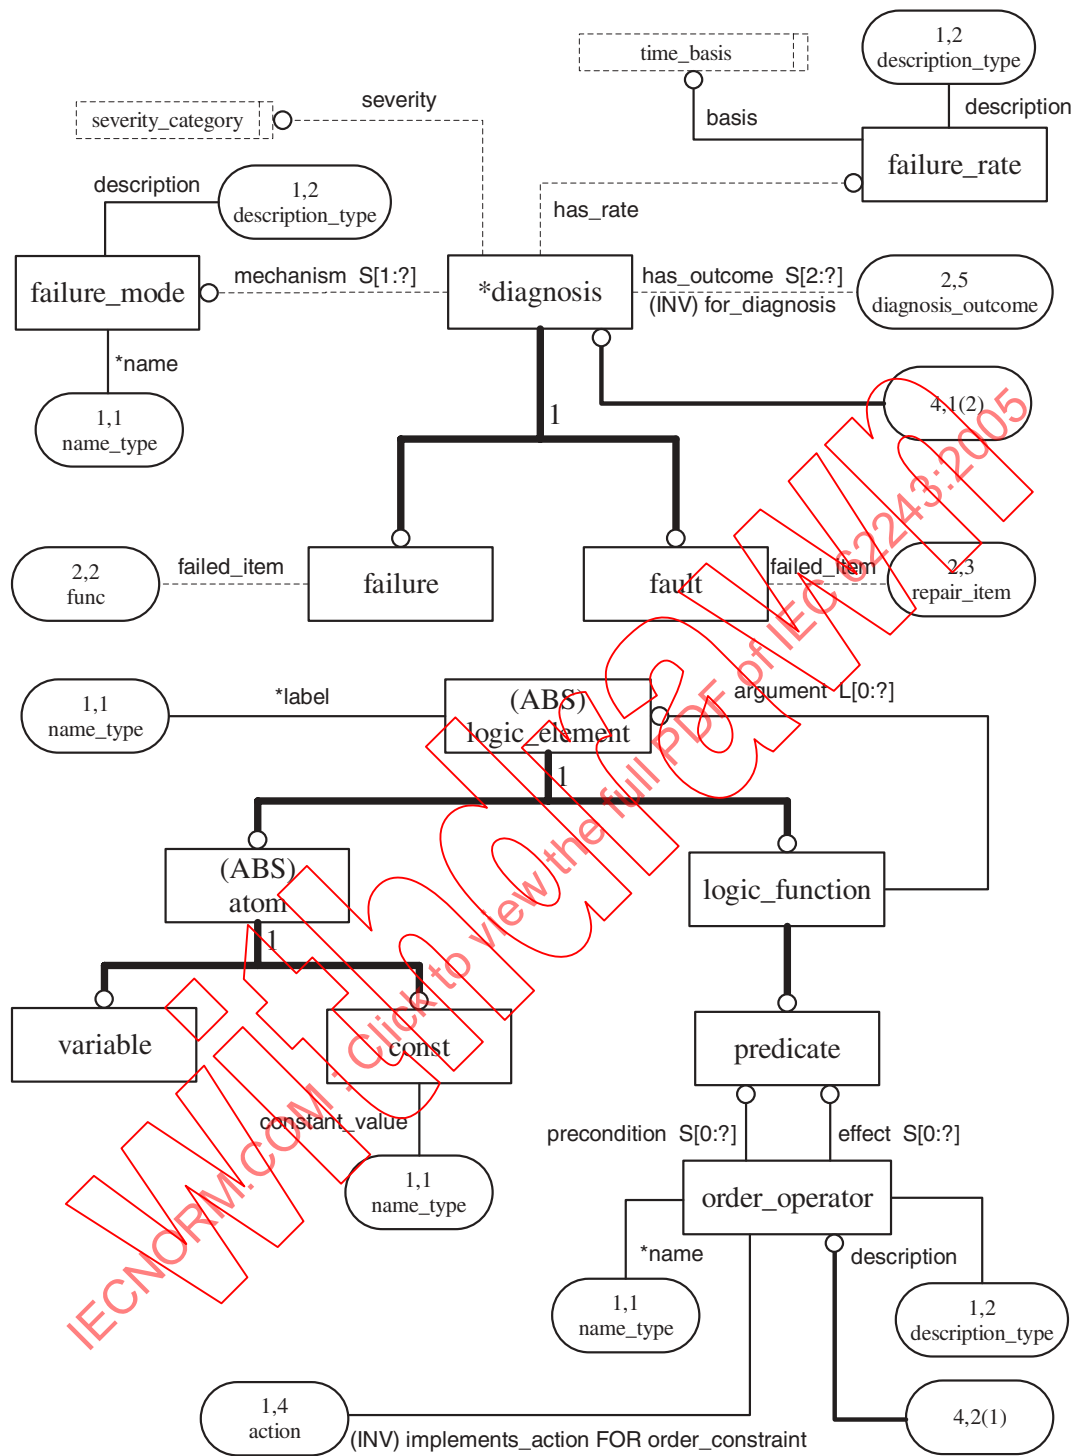 time_basis
1,2
description_type
severity
severity_category
basis
description
failure_rate
description
1,2
description_type
has_rate
failure_mode
mechanism S[1:?]
*diagnosis
has_outcome S[2:?]
(INV) for_diagnosis
2,5
diagnosis_outcome
*name
1,1
name_type
1
4,1(2)
2,2
func
failed_item
failure
fault
failed_item
2,3
repair_item
1,1
name_type
*label
(ABS)
logic_element
argument L[0:?]
1
(ABS)
atom
logic_function
1
variable
const
predicate
constant_value
1,1
name_type
precondition S[0:?]
effect S[0:?]
order_operator
*name
description
1,1
name_type
1,2
description_type
1,4
action
(INV) implements_action FOR order_constraint
4,2(1)
Withdrawn
IECNORM.COM : Click to view the full PDF of IEC 62243:2005